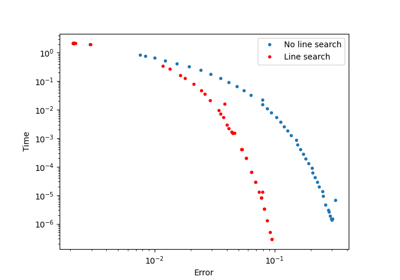 No line search
Line search
Time
10⁰
10⁻¹
10⁻²
10⁻³
10⁻⁴
10⁻⁵
10⁻⁶
10⁻²
10⁻¹
Error